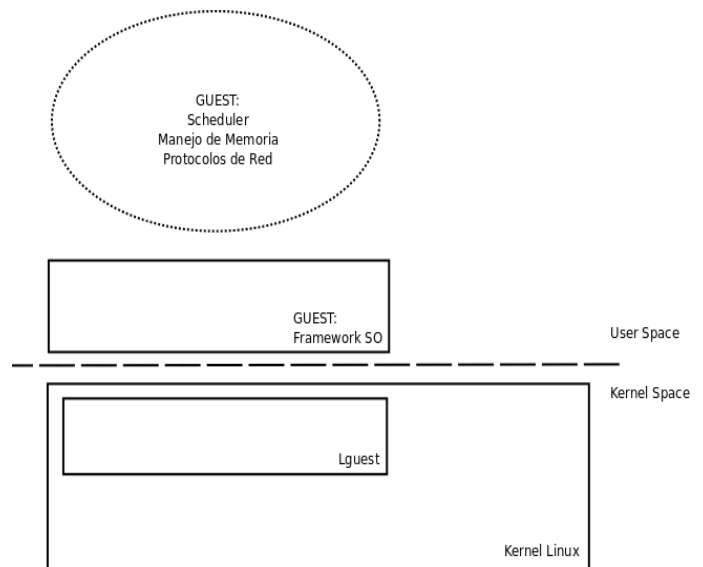 GUEST:
Scheduler
Manejo de Memoria
Protocolos de Red
GUEST:
Framework SO
User Space
Kernel Space
Lguest
Kernel Linux